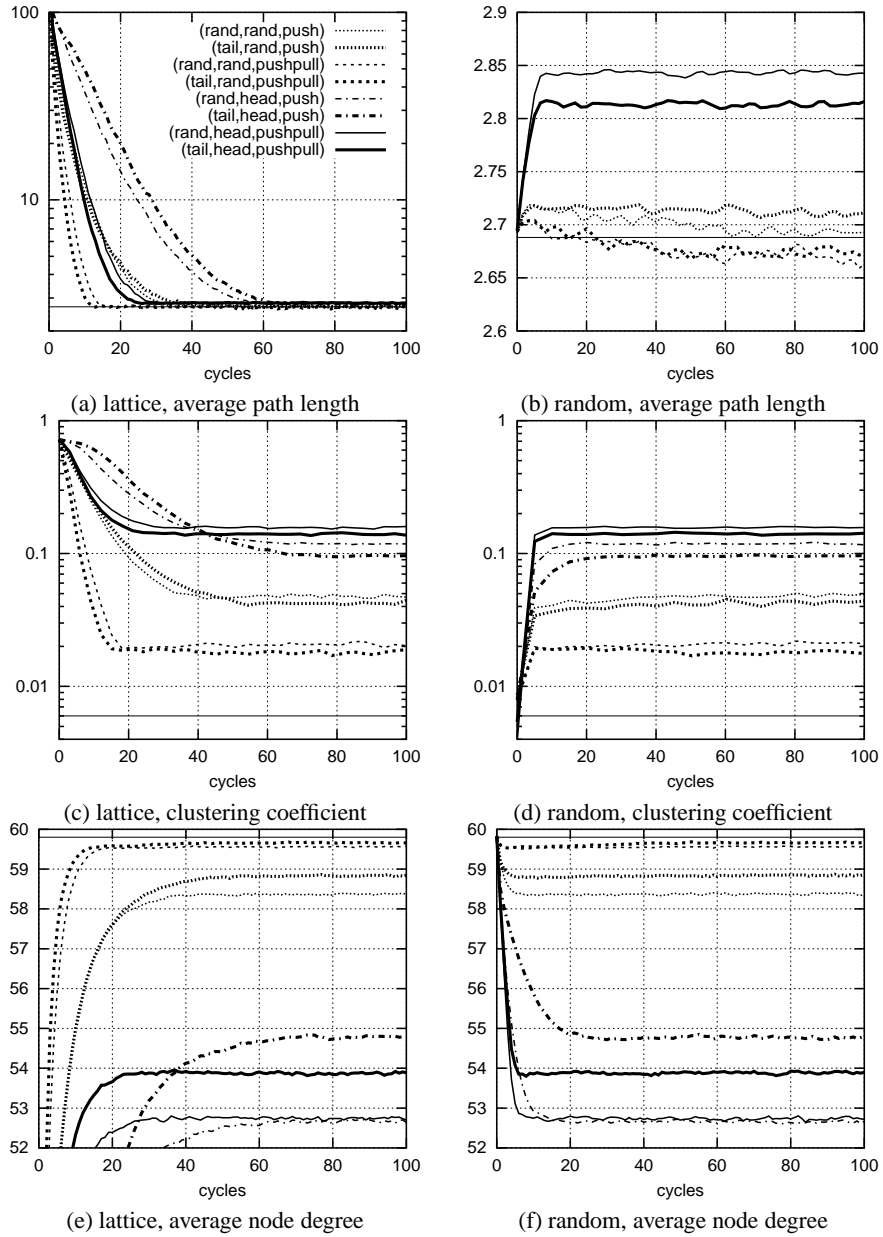 100
10
(rand,rand,push)
(tail,rand,push)
(rand,rand,pushpull)
(tail,rand,pushpull)
(rand,head,push)
(tail,head,push)
(rand,head,pushpull)
(tail,head,pushpull)
0 20 40 60 80 100
cycles
(a) lattice, average path length
2.9
2.85
2.8
2.75
2.7
2.65
2.6
0 20 40 60 80 100
cycles
(b) random, average path length
1
0.1
0.01
0 20 40 60 80 100
cycles
(c) lattice, clustering coefficient
1
0.1
0.01
0 20 40 60 80 100
cycles
(d) random, clustering coefficient
60
59
58
57
56
55
54
53
52
0 20 40 60 80 100
cycles
(e) lattice, average node degree
60
59
58
57
56
55
54
53
52
0 20 40 60 80 100
cycles
(f) random, average node degree